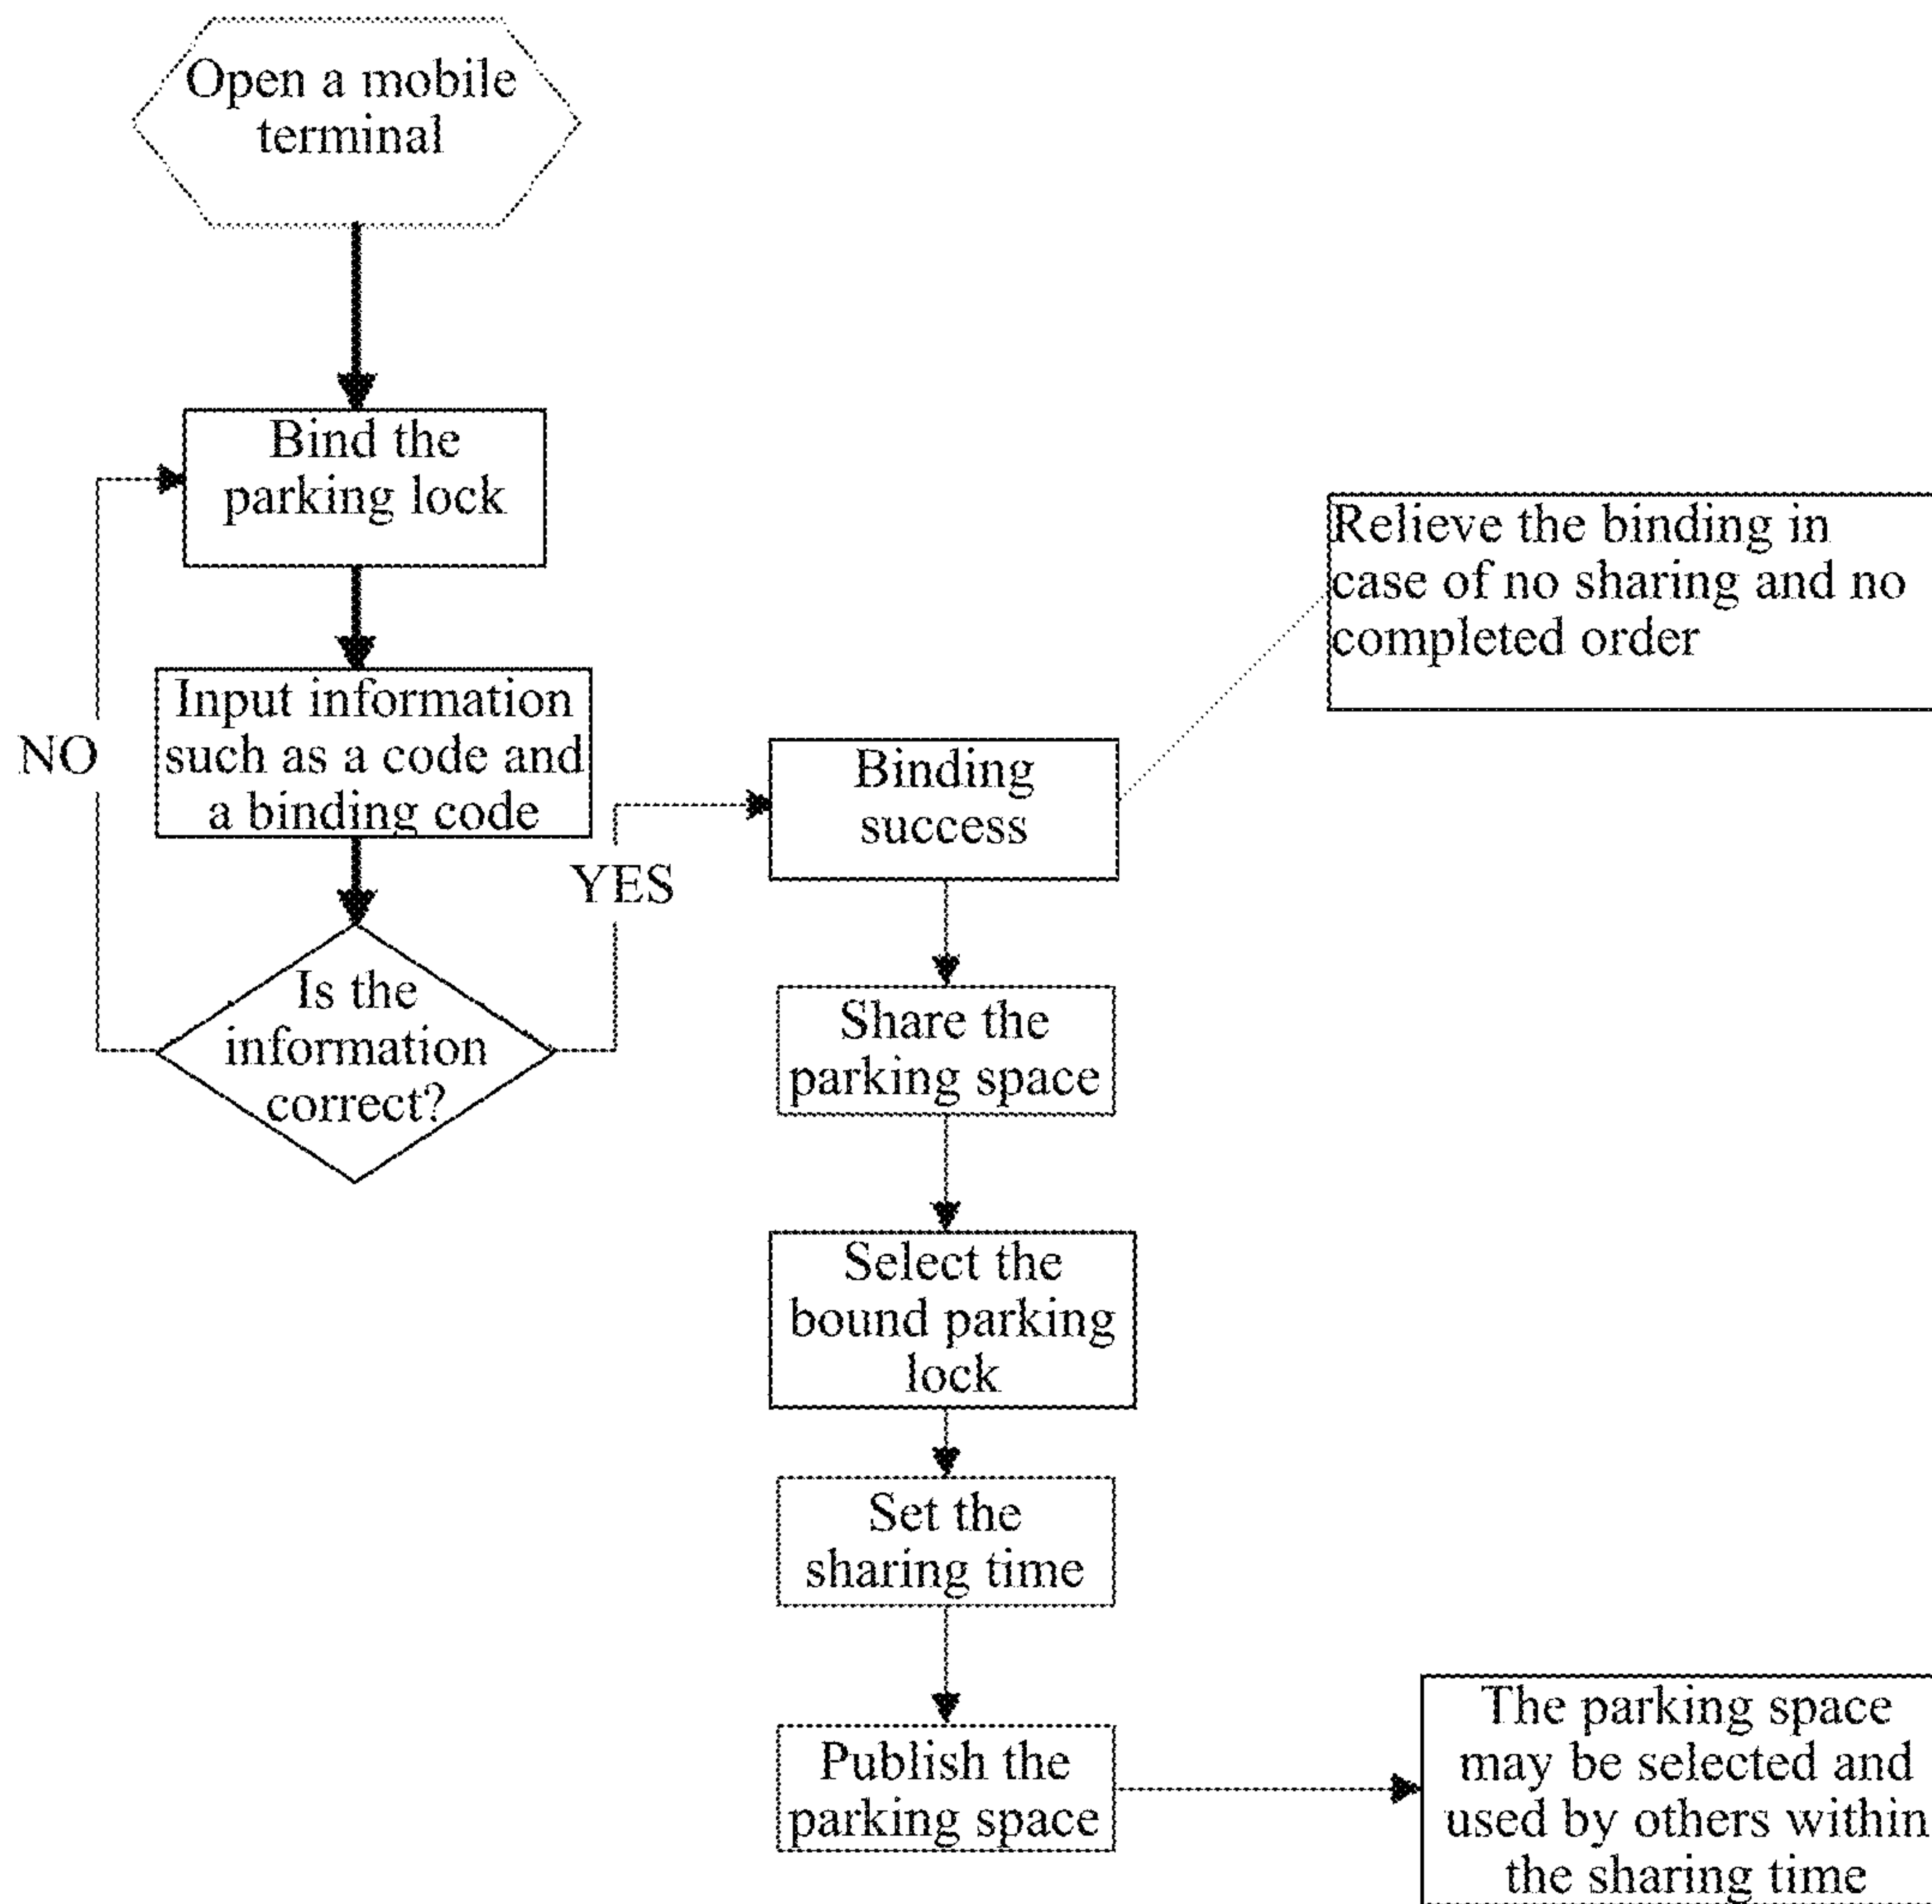 Open a mobile
terminal
Bind the
parking lock
Relieve the binding in
case of no sharing and no
completed order
Input information
such as a code and
a binding code
NO
Binding
success
YES
Is the
information
correct?
Share the
parking space
Select the
bound parking
lock
Set the
sharing time
Publish the
parking space
The parking space
may be selected and
used by others within
the sharing time